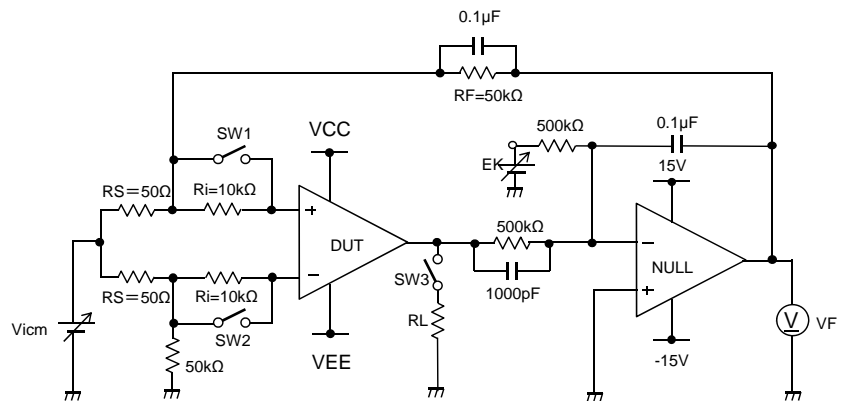 0.1µF
RF=50kΩ
SW1
VCC
500kΩ
0.1µF
EK
15V
RS=50Ω
Ri=10kΩ
+
DUT
−
500kΩ
−
NULL
+
RS=50Ω
Ri=10kΩ
SW3
1000pF
Vicm
SW2
RL
V
VF
50kΩ
VEE
-15V